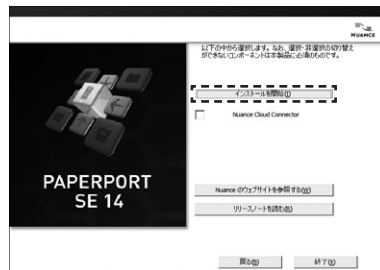 NUANCE
以下の中から選択します。なお、選択・非選択の切り替え
ができないコンポーネントは本製品に必須のものです。
インストールを開始(I)
Nuance Cloud Connector
PAPERPORT
SE 14
Nuance のウェブサイトを参照する(W)
リリースノートを読む(R)
戻る(B)
終了(X)